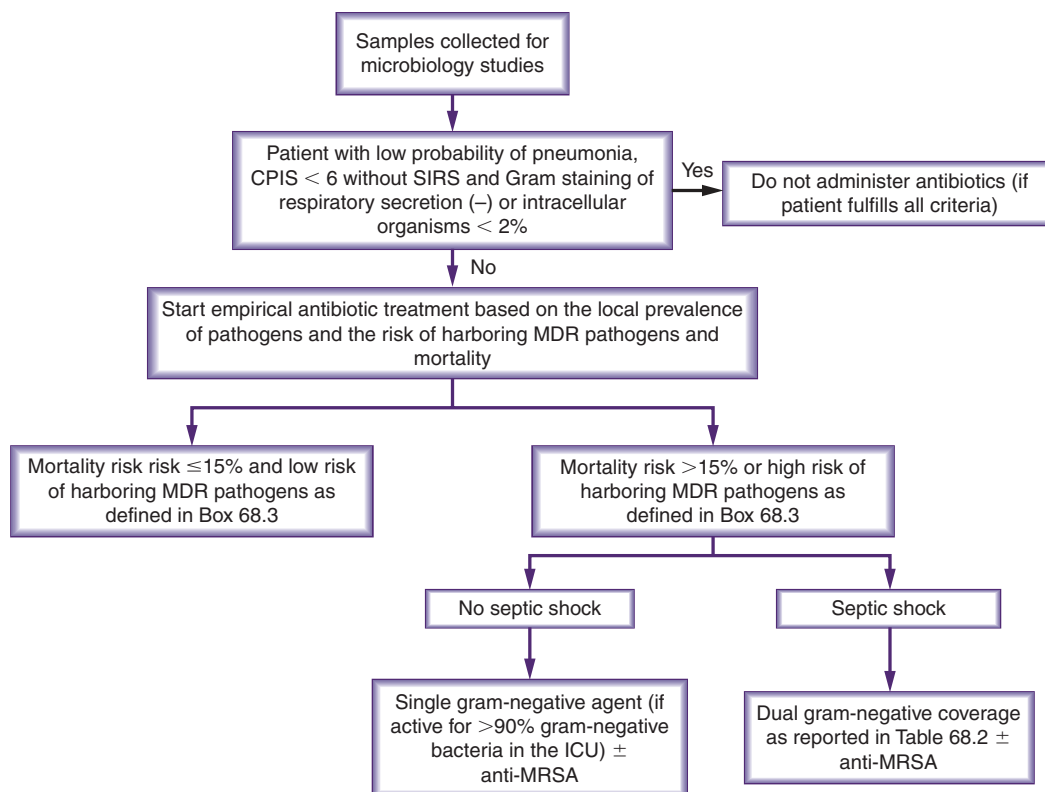 Samples collected for
microbiology studies
Patient with low probability of pneumonia,
CPIS < 6 without SIRS and Gram staining of
respiratory secretion (–) or intracellular
organisms < 2%
Yes
Do not administer antibiotics (if
patient fulfills all criteria)
No
Start empirical antibiotic treatment based on the local prevalence
of pathogens and the risk of harboring MDR pathogens and
mortality
Mortality risk risk ≤15% and low risk
of harboring MDR pathogens as
defined in Box 68.3
Mortality risk >15% or high risk of
harboring MDR pathogens as
defined in Box 68.3
No septic shock
Septic shock
Single gram-negative agent (if
active for >90% gram-negative
bacteria in the ICU) ±
anti-MRSA
Dual gram-negative coverage
as reported in Table 68.2 ±
anti-MRSA